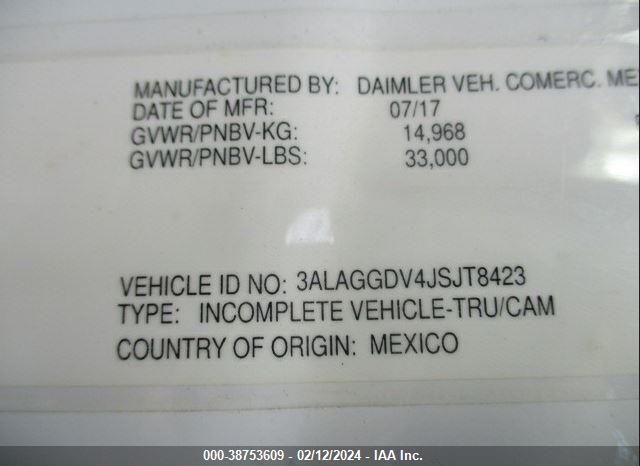 MANUFACTURED BY: DAIMLER VEH. COMERC. ME
DATE OF MFR: 07/17
GVWR/PNBV-KG: 14,968
GVWR/PNBV-LBS: 33,000
VEHICLE ID NO: 3ALAGGDV4JSJT8423
TYPE: INCOMPLETE VEHICLE-TRU/CAM
COUNTRY OF ORIGIN: MEXICO
000-38753609 - 02/12/2024 - IAA Inc.